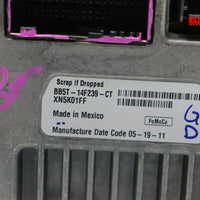 Scrap if Dropped
BB5T-14F239-CT
XN5K01FF
Made in Mexico
FoMoCo
Manufacture Date Code 05-19-11